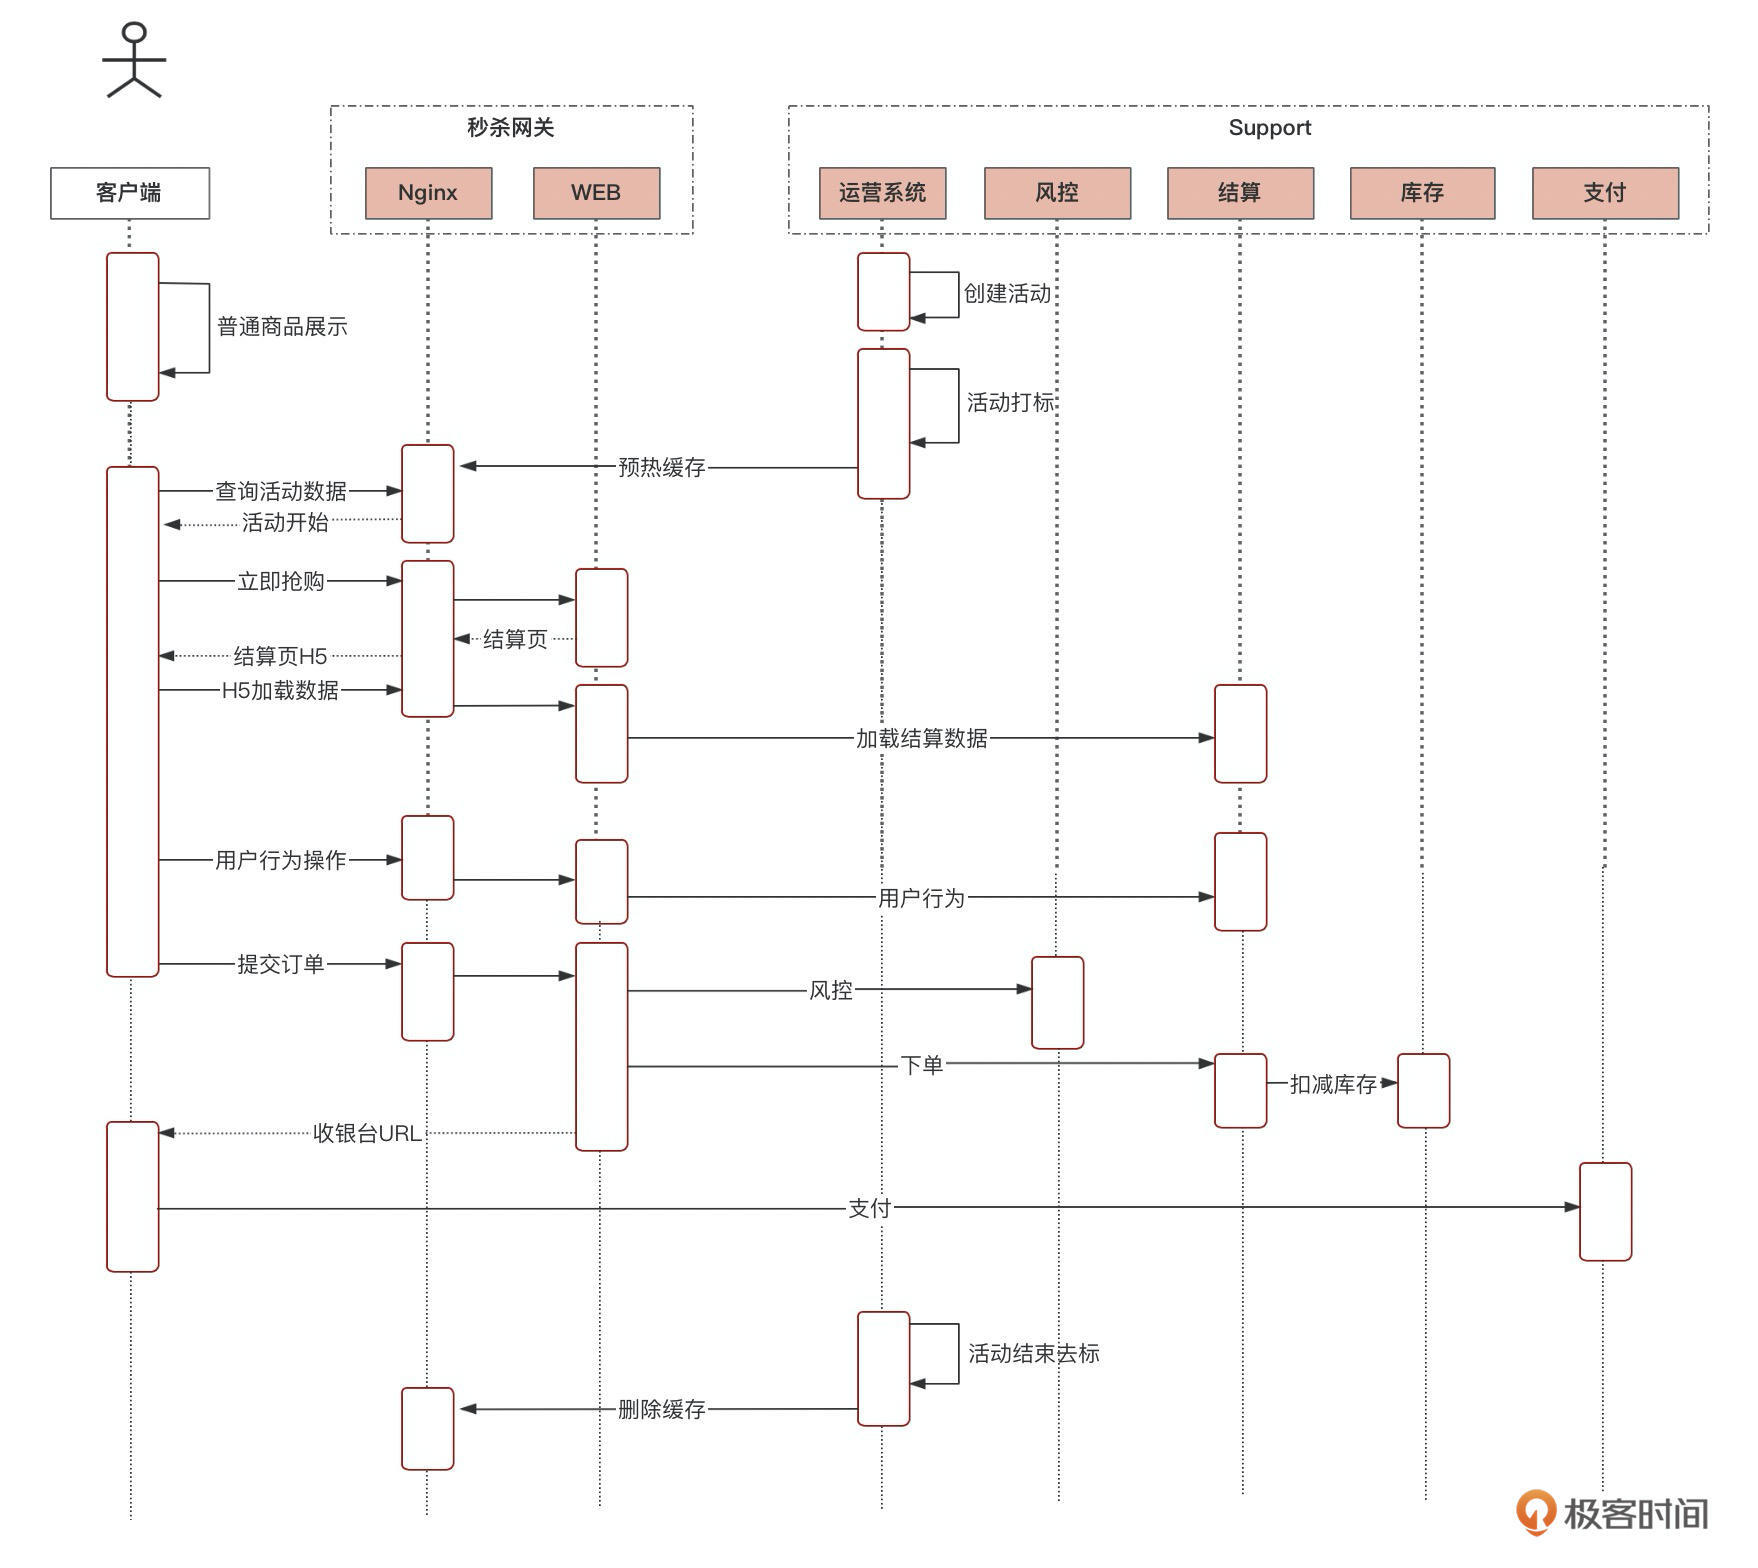 秒杀网关
Support
客户端
Nginx
WEB
运营系统
风控
结算
库存
支付
创建活动
普通商品展示
活动打标
预热缓存
查询活动数据
活动开始
立即抢购
结算页
结算页H5
H5加载数据
加载结算数据
用户行为操作
用户行为
提交订单
风控
下单
扣减库存
收银台URL
支付
活动结束去标
删除缓存
极客时间